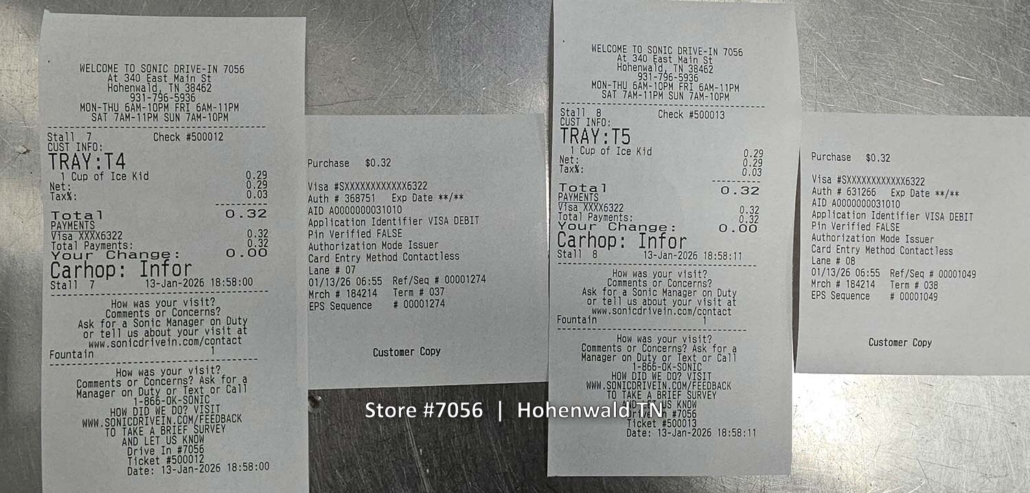 WELCOME TO SONIC DRIVE-IN 7056
At 340 East Main St
Hohenwald, TN 38462
931-796-5936
MON-THU 6AM-10PM FRI 6AM-11PM
SAT 7AM-11PM SUN 7AM-10PM
Stall 7 Check #500012
CUST INFO:
TRAY:T4
1 Cup of Ice Kid 0.29
Net: 0.29
Tax%: 0.03
Total 0.32
PAYMENTS
Visa XXXX6322 0.32
Total Payments: 0.32
Your Change: 0.00
Carhop: Infor
Stall 7 13-Jan-2026 18:58:00
How was your visit?
Comments or Concerns?
Ask for a Sonic Manager on Duty
or tell us about your visit at
www.sonicdrivein.com/contact
Fountain 1
How was your visit?
Comments or Concerns? Ask for a
Manager on Duty or Text or Call
1-866-OK-SONIC
HOW DID WE DO? VISIT
WWW.SONICDRIVEIN.COM/FEEDBACK
TO TAKE A BRIEF SURVEY
AND LET US KNOW
Drive In #7056
Ticket #500012
Date: 13-Jan-2026 18:58:00
Purchase $0.32
Visa #SXXXXXXXXXXXX6322
Auth # 368751 Exp Date **/**
AID A0000000031010
Application Identifier VISA DEBIT
Pin Verified FALSE
Authorization Mode Issuer
Card Entry Method Contactless
Lane # 07
01/13/26 06:55 Ref/Seq # 00001274
Mrch # 184214 Term # 037
EPS Sequence # 00001274
Customer Copy
WELCOME TO SONIC DRIVE-IN 7056
At 340 East Main St
Hohenwald, TN 38462
931-796-5936
MON-THU 6AM-10PM FRI 6AM-11PM
SAT 7AM-11PM SUN 7AM-10PM
Stall 8 Check #500013
CUST INFO:
TRAY:T5
1 Cup of Ice Kid 0.29
Net: 0.29
Tax%: 0.03
Total 0.32
PAYMENTS
Visa XXXX6322 0.32
Total Payments: 0.32
Your Change: 0.00
Carhop: Infor
Stall 8 13-Jan-2026 18:58:11
How was your visit?
Comments or Concerns?
Ask for a Sonic Manager on Duty
or tell us about your visit at
www.sonicdrivein.com/contact
Fountain 1
How was your visit?
Comments or Concerns? Ask for a
Manager on Duty or Text or Call
1-866-OK-SONIC
HOW DID WE DO? VISIT
WWW.SONICDRIVEIN.COM/FEEDBACK
TO TAKE A BRIEF SURVEY
KNOW
#7056
Ticket #500013
Date: 13-Jan-2026 18:58:11
Purchase $0.32
Visa #SXXXXXXXXXXXX6322
Auth # 631266 Exp Date **/**
AID A0000000031010
Application Identifier VISA DEBIT
Pin Verified FALSE
Authorization Mode Issuer
Card Entry Method Contactless
Lane # 08
01/13/26 06:55 Ref/Seq # 00001049
Mrch # 184214 Term # 038
EPS Sequence # 00001049
Customer Copy
Store #7056 | Hohenwald TN